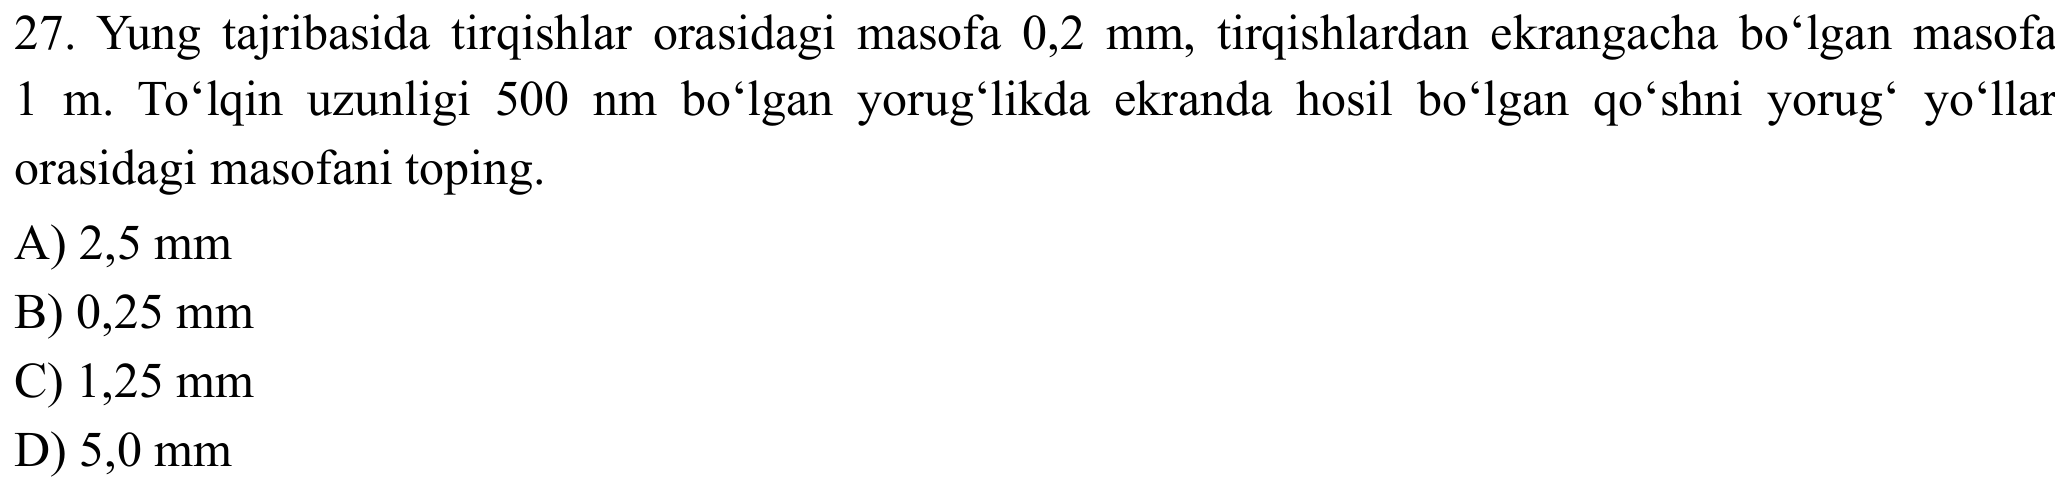 27. Yung tajribasida tirqishlar orasidagi masofa 0,2 mm, tirqishlardan ekrangacha bo‘lgan masofa
1 m. To‘lqin uzunligi 500 nm bo‘lgan yorug‘likda ekranda hosil bo‘lgan qo‘shni yorug‘ yo‘llar
orasidagi masofani toping.
A) 2,5 mm
B) 0,25 mm
C) 1,25 mm
D) 5,0 mm